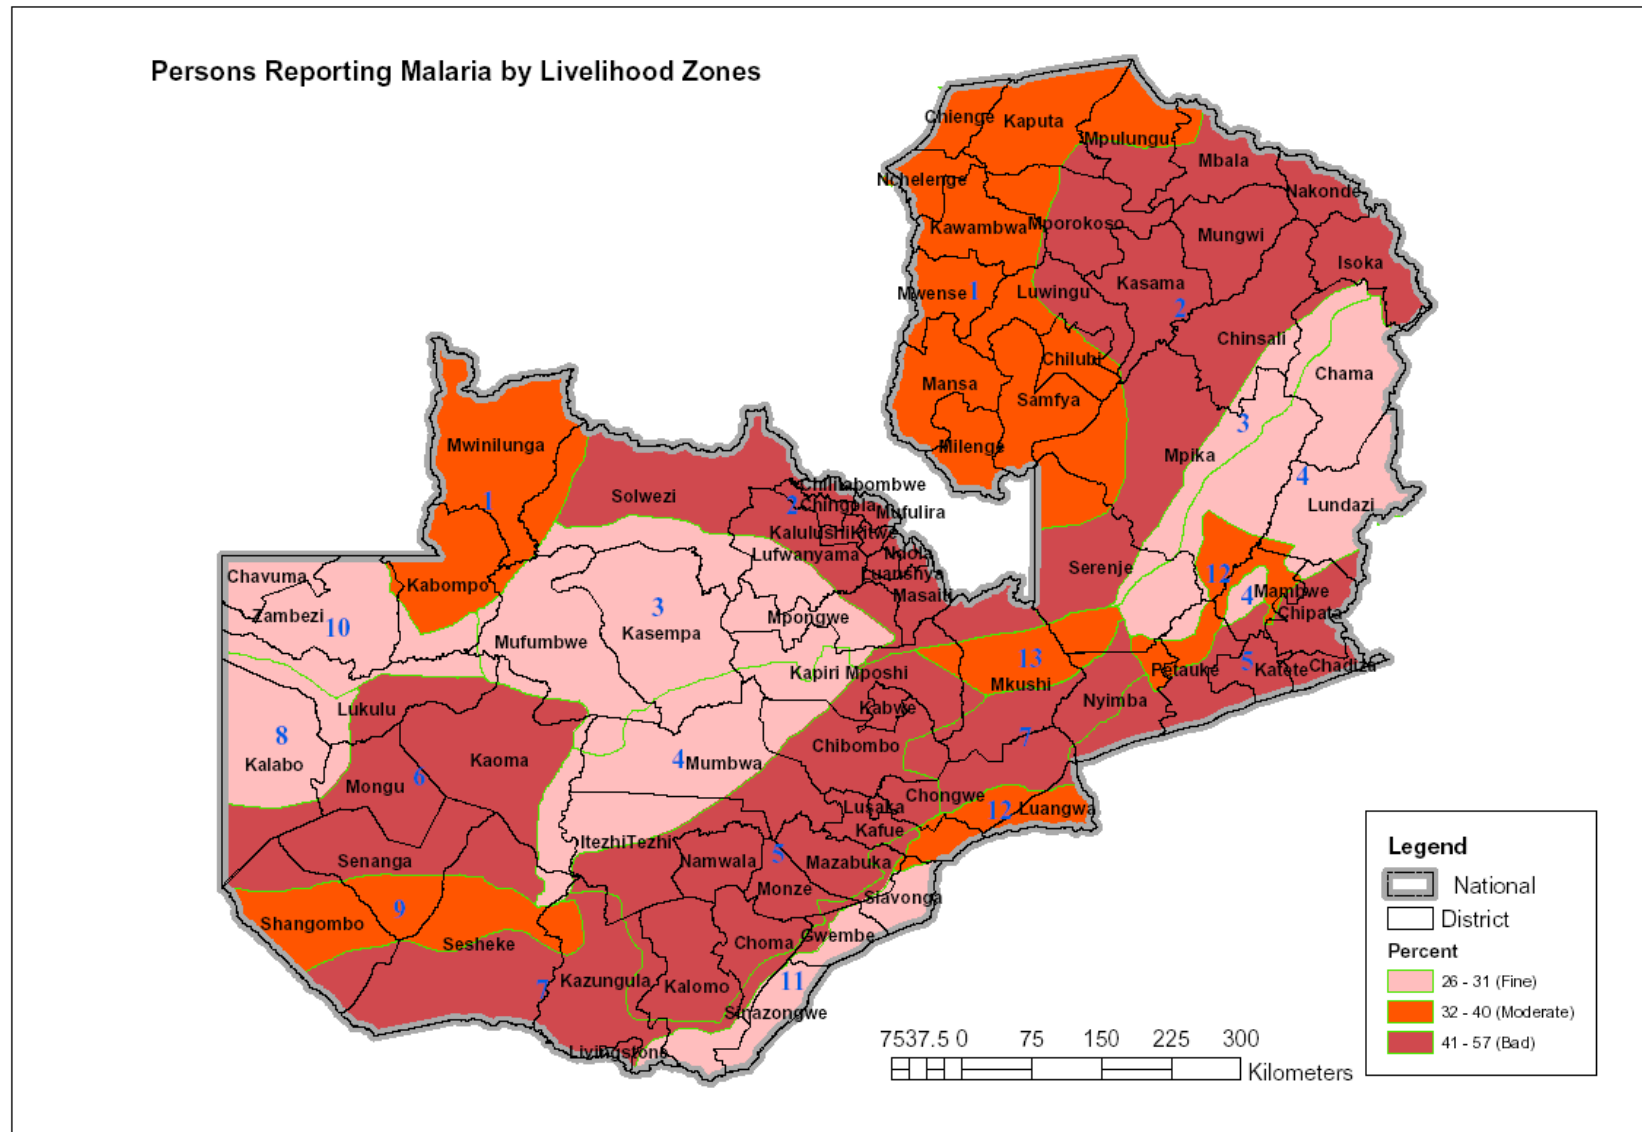 Persons Reporting Malaria by Livelihood Zones
Chienge
Kaputa
Mpulungu
Mbala
Nchelenge
Nakonde
Kawambwa
Mporokoso
Mungwi
Isoka
Mwense
1
Luwingu
Kasama
2
Chinsali
Chilubi
Chama
Mansa
Samfya
3
Milenge
Mpika
4
Lundazi
Mwinilunga
1
Solwezi
Chililabombwe
2
Chingola
Mufulira
Kalulushi
Kitwe
Lufwanyama
Ndola
Luanshya
Serenje
12
Chavuma
Kabompo
Masaiti
4
Mambwe
Chipata
Zambezi
10
3
Kasempa
Mpongwe
Mufumbwe
13
Mkushi
Kapiri Mposhi
Petauke
5
Katete
Chadiza
Nyimba
Lukulu
Kabwe
8
Kalabo
Kaoma
Chibombo
7
4
Mumbwa
Mongu
6
Chongwe
12
Luangwa
Lusaka
Kafue
ItezhiTezhi
Senanga
Namwala
5
Mazabuka
Monze
Siavonga
9
Shangombo
Sesheke
Choma
Gwembe
7
Kazungula
Kalomo
11
Sinazongwe
Livingstone
Legend
National
District
Percent
26 - 31 (Fine)
32 - 40 (Moderate)
41 - 57 (Bad)
7537.5 0 75 150 225 300
Kilometers